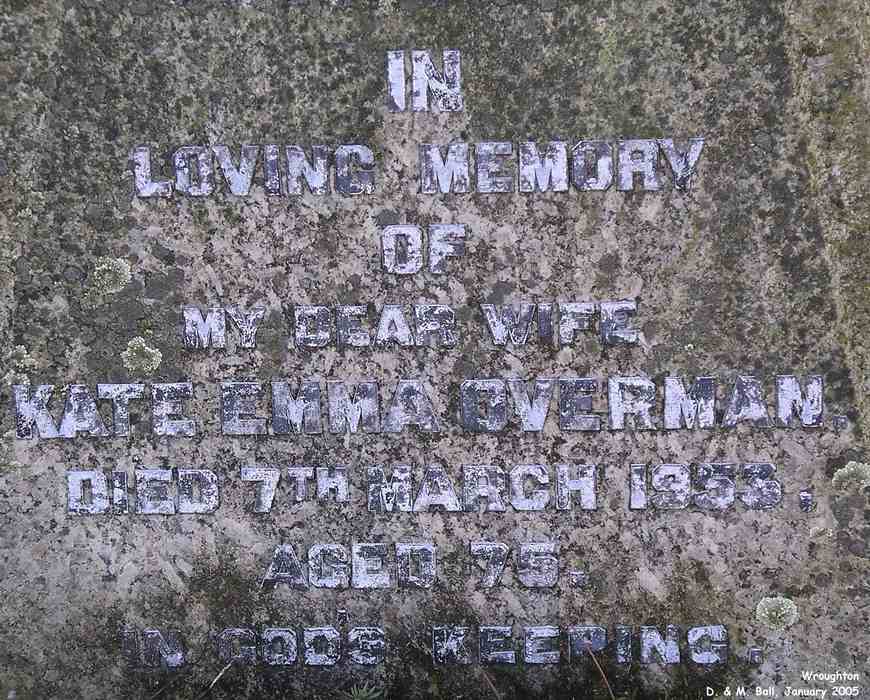 IN
LOVING MEMORY
OF
MY DEAR WIFE
KATE EMMA OVERMAN.
DIED 7TH MARCH 1953.
AGED 75.
IN GOD'S KEEPING.
Wroughton
D. & M. Ball, January 2005